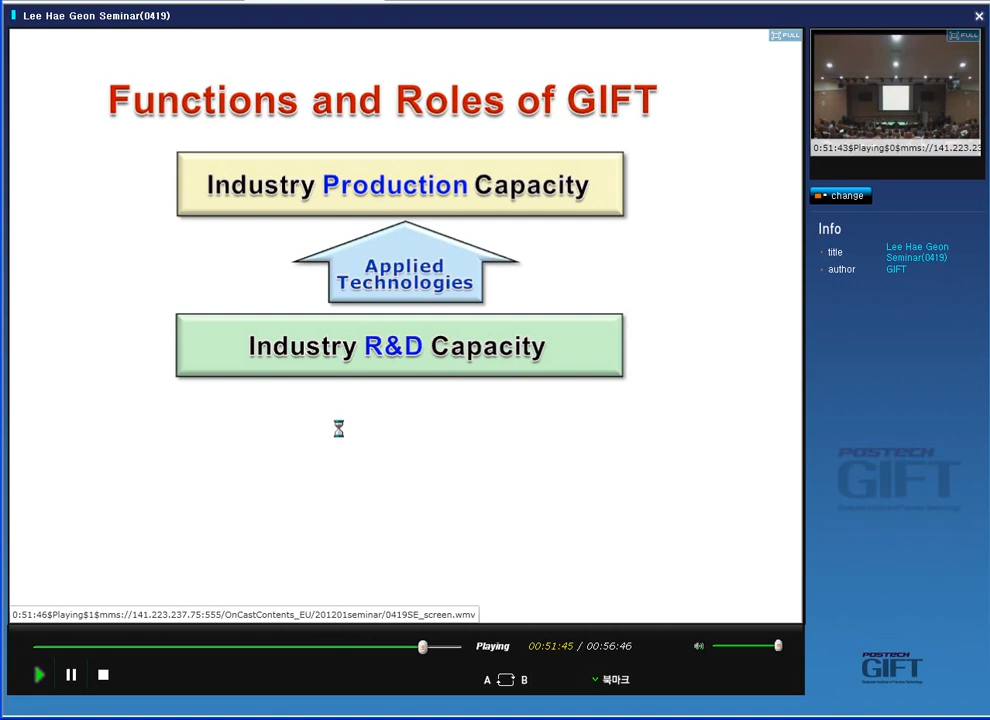 Lee Hae Geon Seminar(0419)
FULL
FULL
Functions and Roles of GIFT
Industry Production Capacity
Applied
Technologies
Industry R&D Capacity
0:51:43$Playing$0$mms://141.223.23
change
Info
title
Lee Hae Geon
Seminar(0419)
author
GIFT
POSTECH
GIFT
0:51:46$Playing$1$mms://141.223.237.75:555/OnCastContents_EU/201201seminar/0419SE_screen.wmv
Playing
00:51:45 / 00:56:46
A B
북마크
POSTECH
GIFT